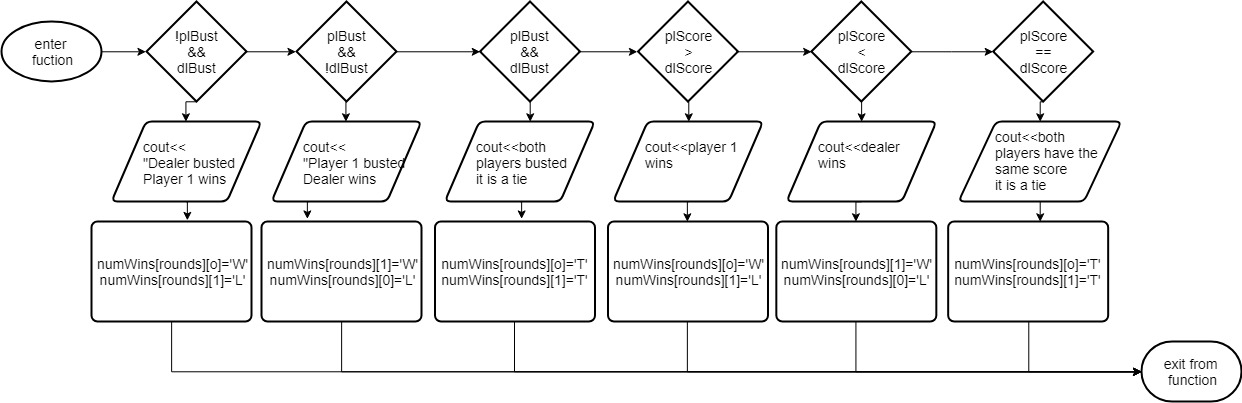 enter
fuction
!plBust
&&
dlBust
plBust
&&
!dlBust
plBust
&&
dlBust
plScore
>
dlScore
plScore
<
dlScore
plScore
==
dlScore
cout<<
"Dealer busted
Player 1 wins
cout<<
"Player 1 busted
Dealer wins
cout<<both
players busted
it is a tie
cout<<player 1
wins
cout<<dealer
wins
cout<<both
players have the
same score
it is a tie
numWins[rounds][o]='W'
numWins[rounds][1]='L'
numWins[rounds][1]='W'
numWins[rounds][0]='L'
numWins[rounds][o]='T'
numWins[rounds][1]='T'
numWins[rounds][o]='W'
numWins[rounds][1]='L'
numWins[rounds][1]='W'
numWins[rounds][0]='L'
numWins[rounds][o]='T'
numWins[rounds][1]='T'
exit from
function